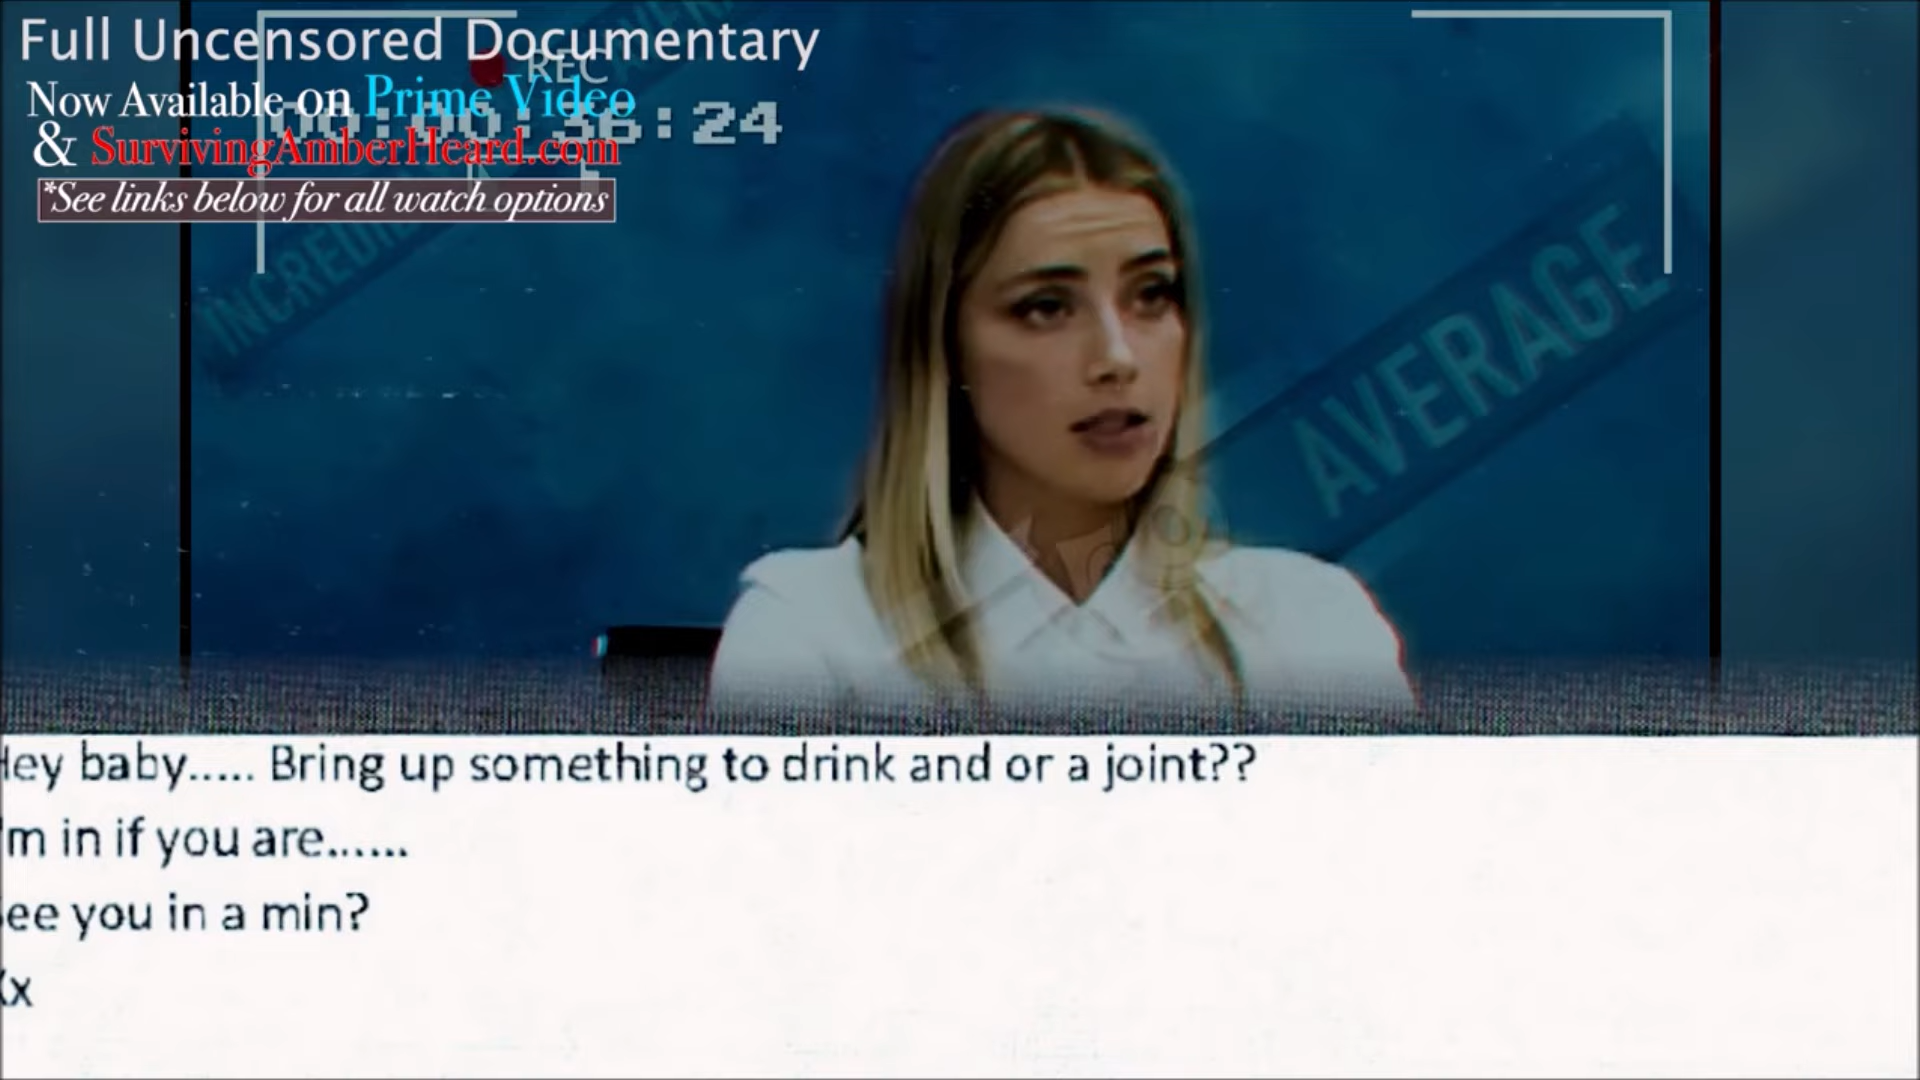 Full Uncensored Documentary
REC
Now Available on Prime Video
00:00:36:24
& SurvivingAmberHeard.com
*See links below for all watch options
AVERAGE
Hey baby..... Bring up something to drink and or a joint??
'm in if you are......
ee you in a min?
x